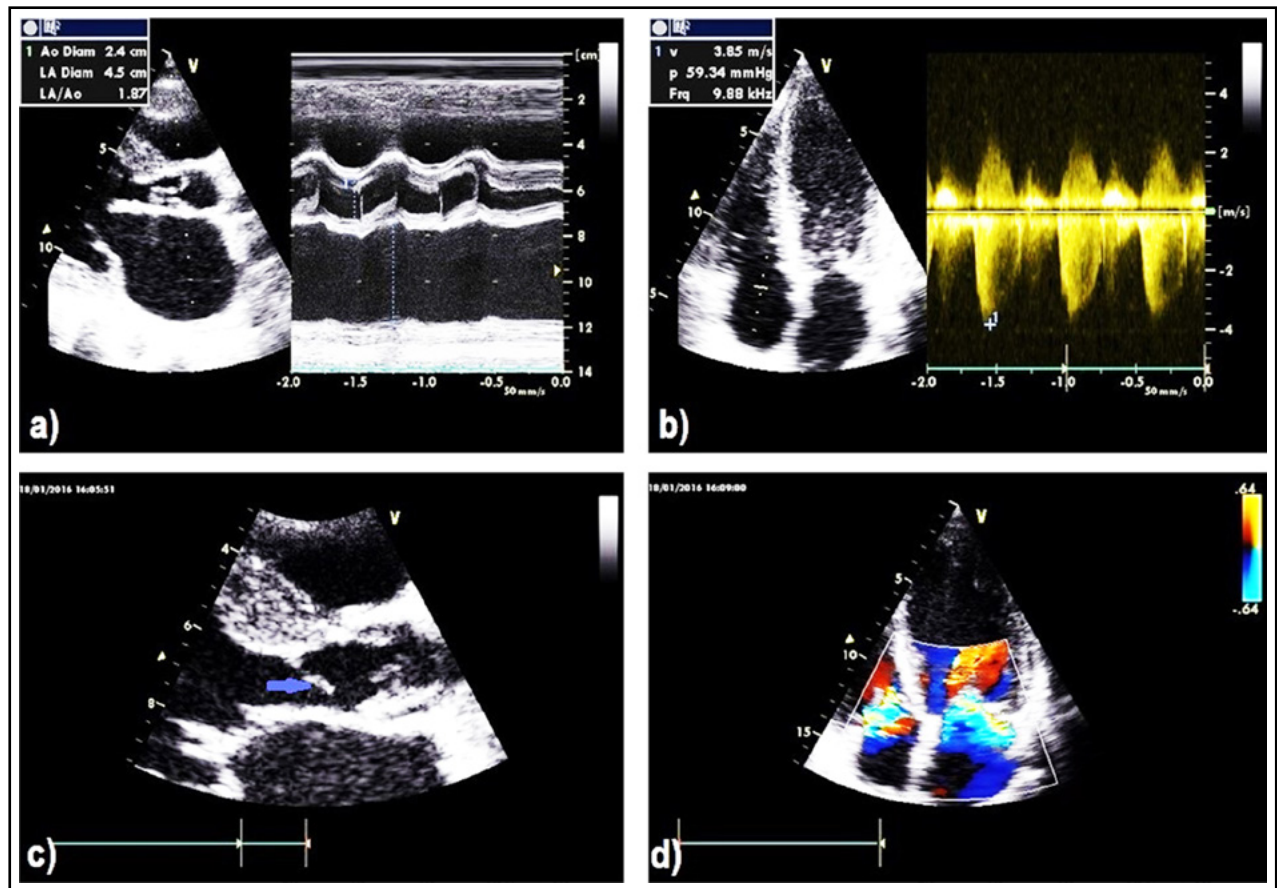 1 Ao Diam 2.4 cm
LA Diam 4.5 cm
LA/Ao 1.87
V
[cm]
2
4
6
8
10
12
14
5
10
-2.0 -1.5 -1.0 -0.5 0.0
50 mm/s
a)
1 v 3.85 m/s
p 59.34 mmHg
Frq 9.88 kHz
V
5
10
5
4
2
[m/s]
-2
-4
-2.0 -1.5 -1.0 -0.5 0.0
50 mm/s
b)
18/01/2016 16:05:51
V
4
6
8
c)
18/01/2016 16:09:00
V
.64
-.64
5
10
15
d)